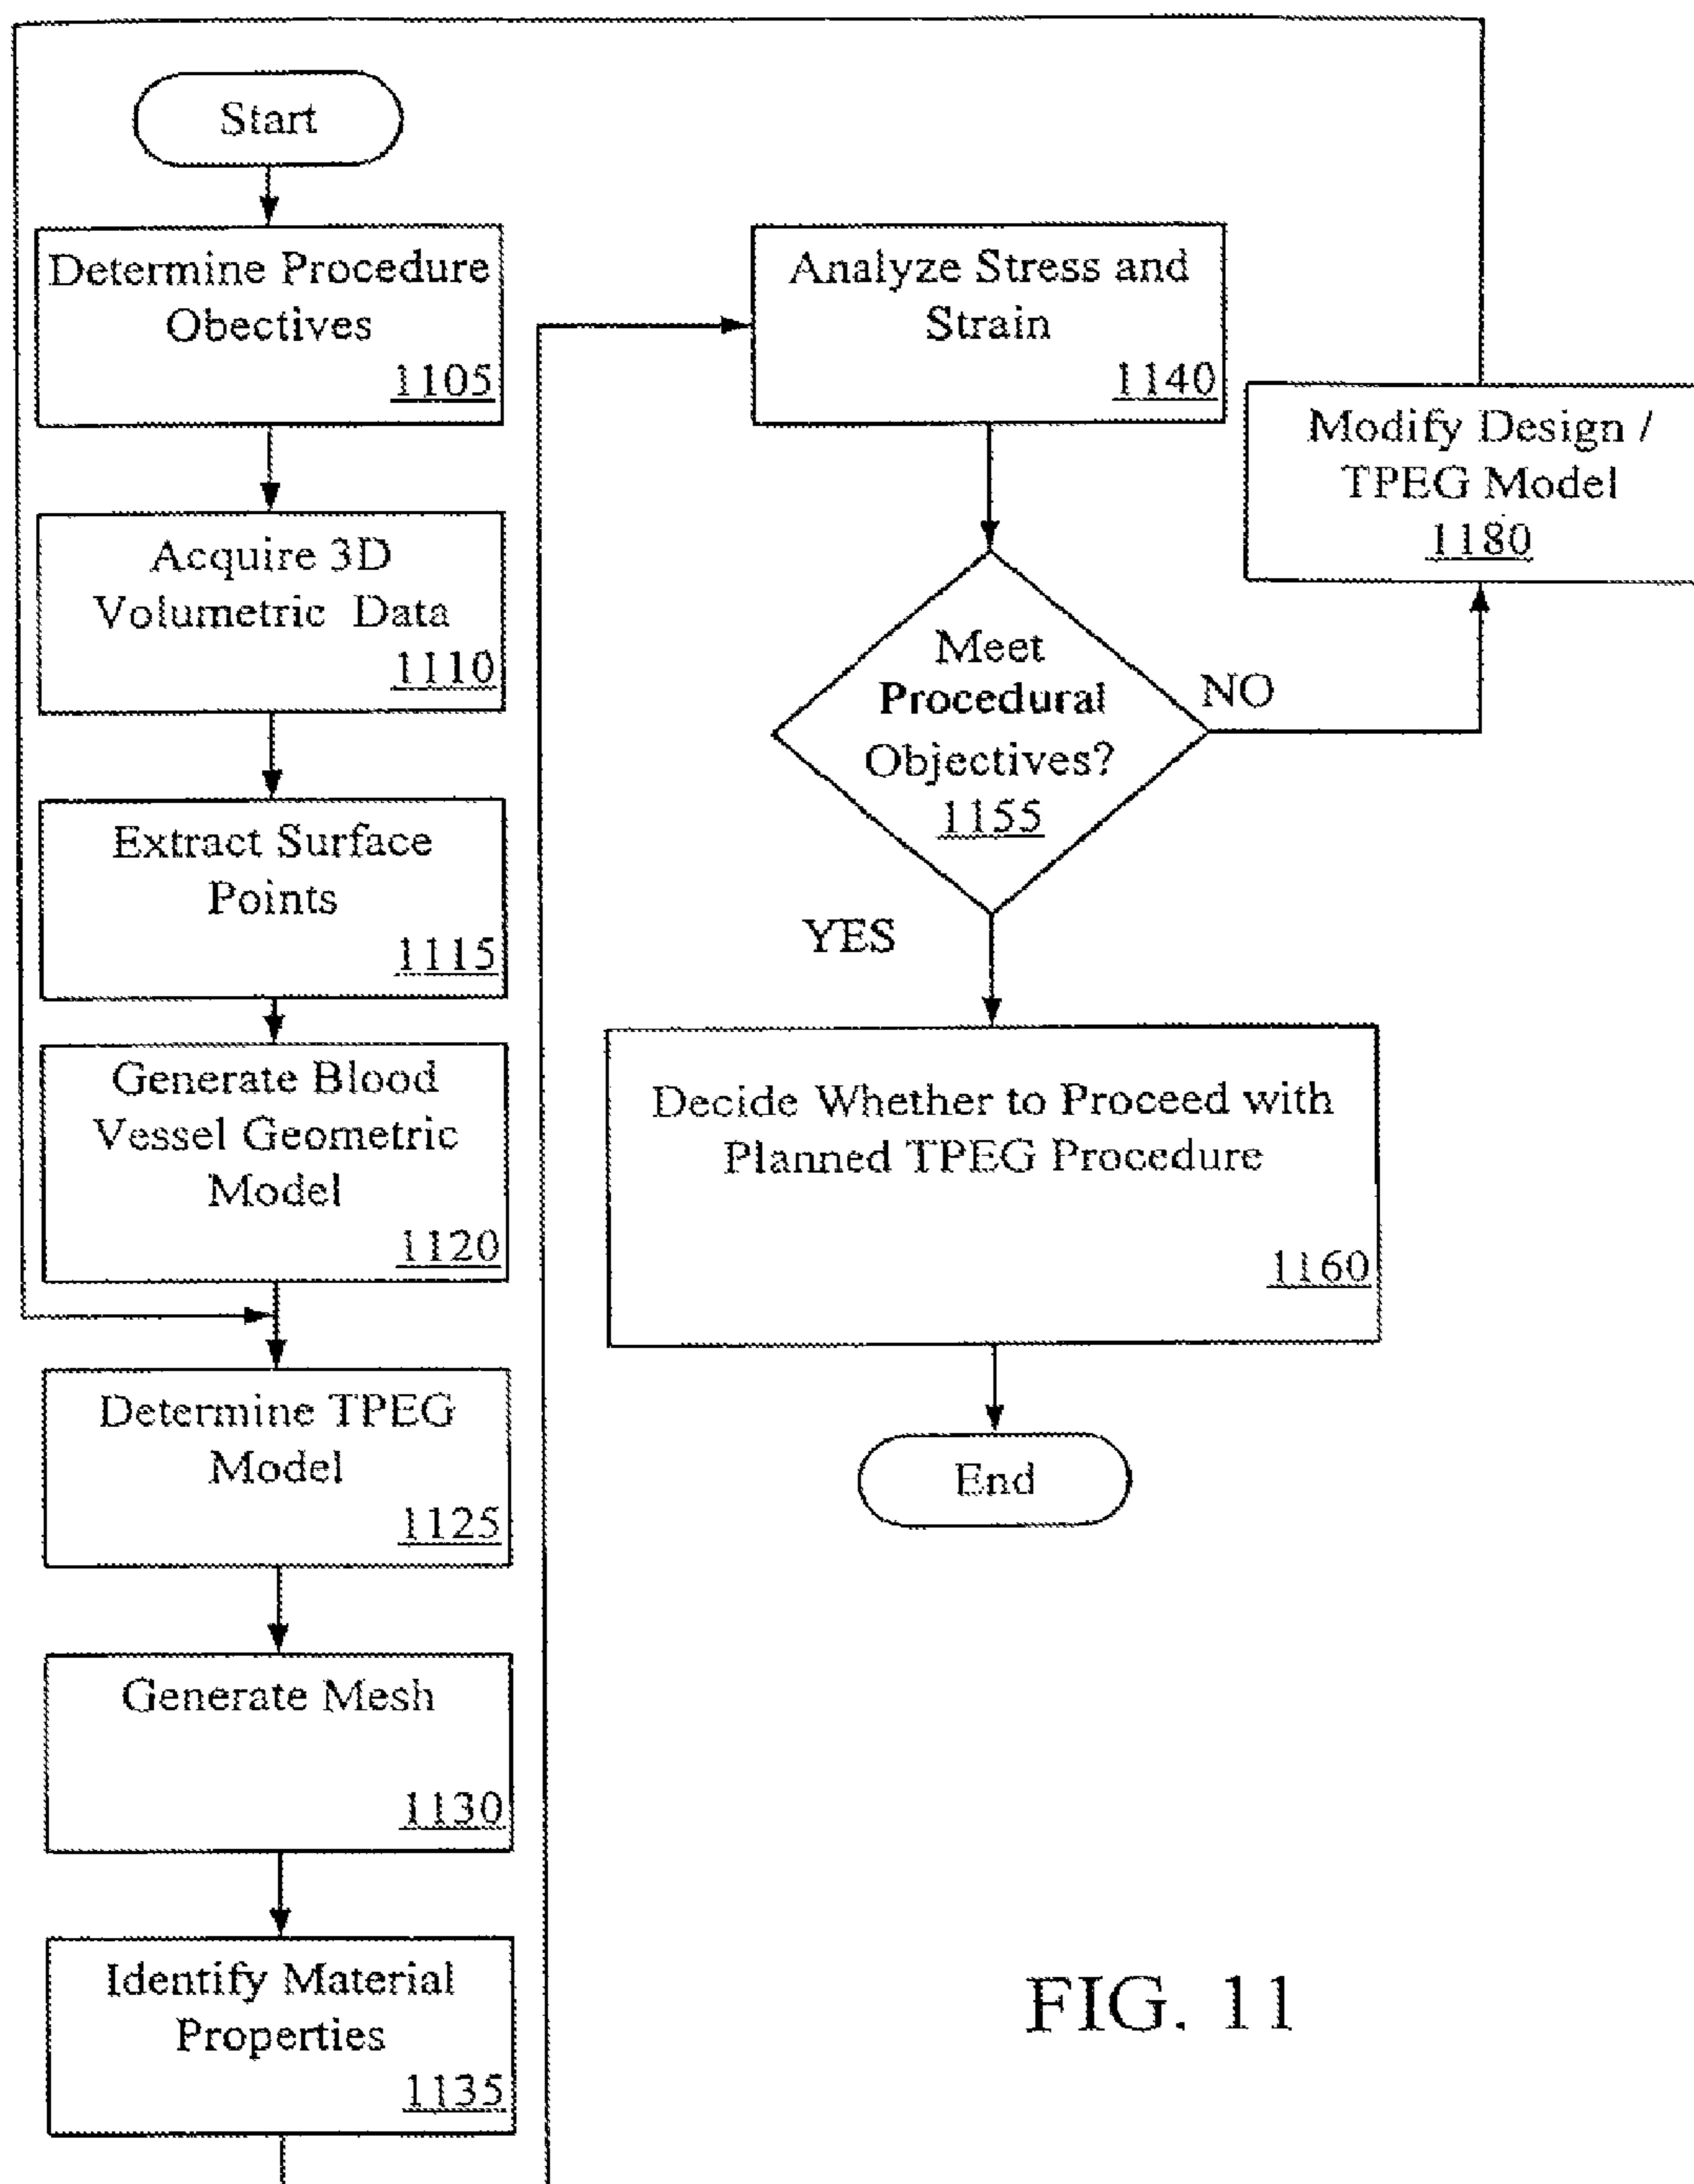 Start
Determine Procedure
Obectives
1105
Acquire 3D
Volumetric Data
1110
Extract Surface
Points
1115
Generate Blood
Vessel Geometric
Model
1120
Determine TPEG
Model
1125
Generate Mesh
1130
Identify Material
Properties
1135
Analyze Stress and
Strain
1140
Meet
Procedural
Objectives?
1155
NO
Modify Design /
TPEG Model
1180
YES
Decide Whether to Proceed with
Planned TPEG Procedure
1160
End
FIG. 11